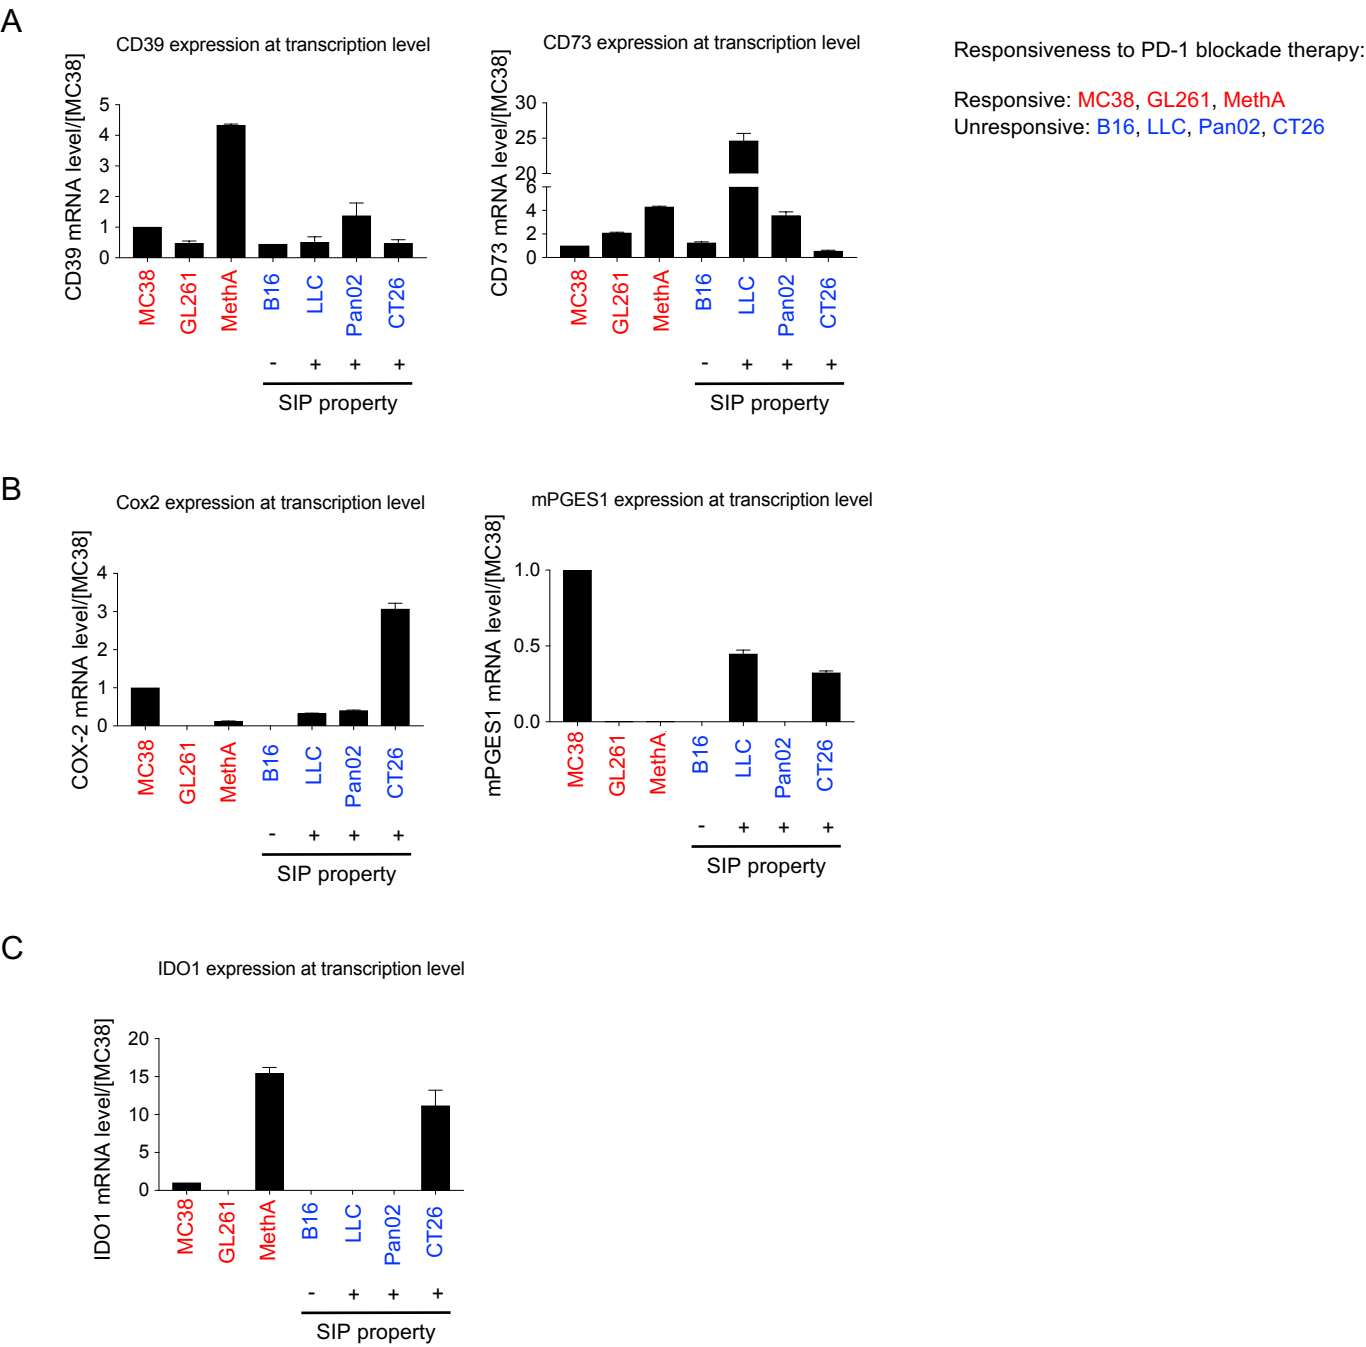 A
CD39 expression at transcription level
CD39 mRNA level/[MC38]
5
4
3
2
1
0
MC38
GL261
MethA
B16
LLC
Pan02
CT26
- + + +
SIP property
CD73 expression at transcription level
CD73 mRNA level/[MC38]
30
25
20
6
4
2
0
MC38
GL261
MethA
B16
LLC
Pan02
CT26
- + + +
SIP property
Responsiveness to PD-1 blockade therapy:
Responsive: MC38, GL261, MethA
Unresponsive: B16, LLC, Pan02, CT26
B
Cox2 expression at transcription level
COX-2 mRNA level/[MC38]
4
3
2
1
0
MC38
GL261
MethA
B16
LLC
Pan02
CT26
- + + +
SIP property
mPGES1 expression at transcription level
mPGES1 mRNA level/[MC38]
1.0
0.5
0.0
MC38
GL261
MethA
B16
LLC
Pan02
CT26
- + + +
SIP property
C
IDO1 expression at transcription level
IDO1 mRNA level/[MC38]
20
15
10
5
0
MC38
GL261
MethA
B16
LLC
Pan02
CT26
- + + +
SIP property